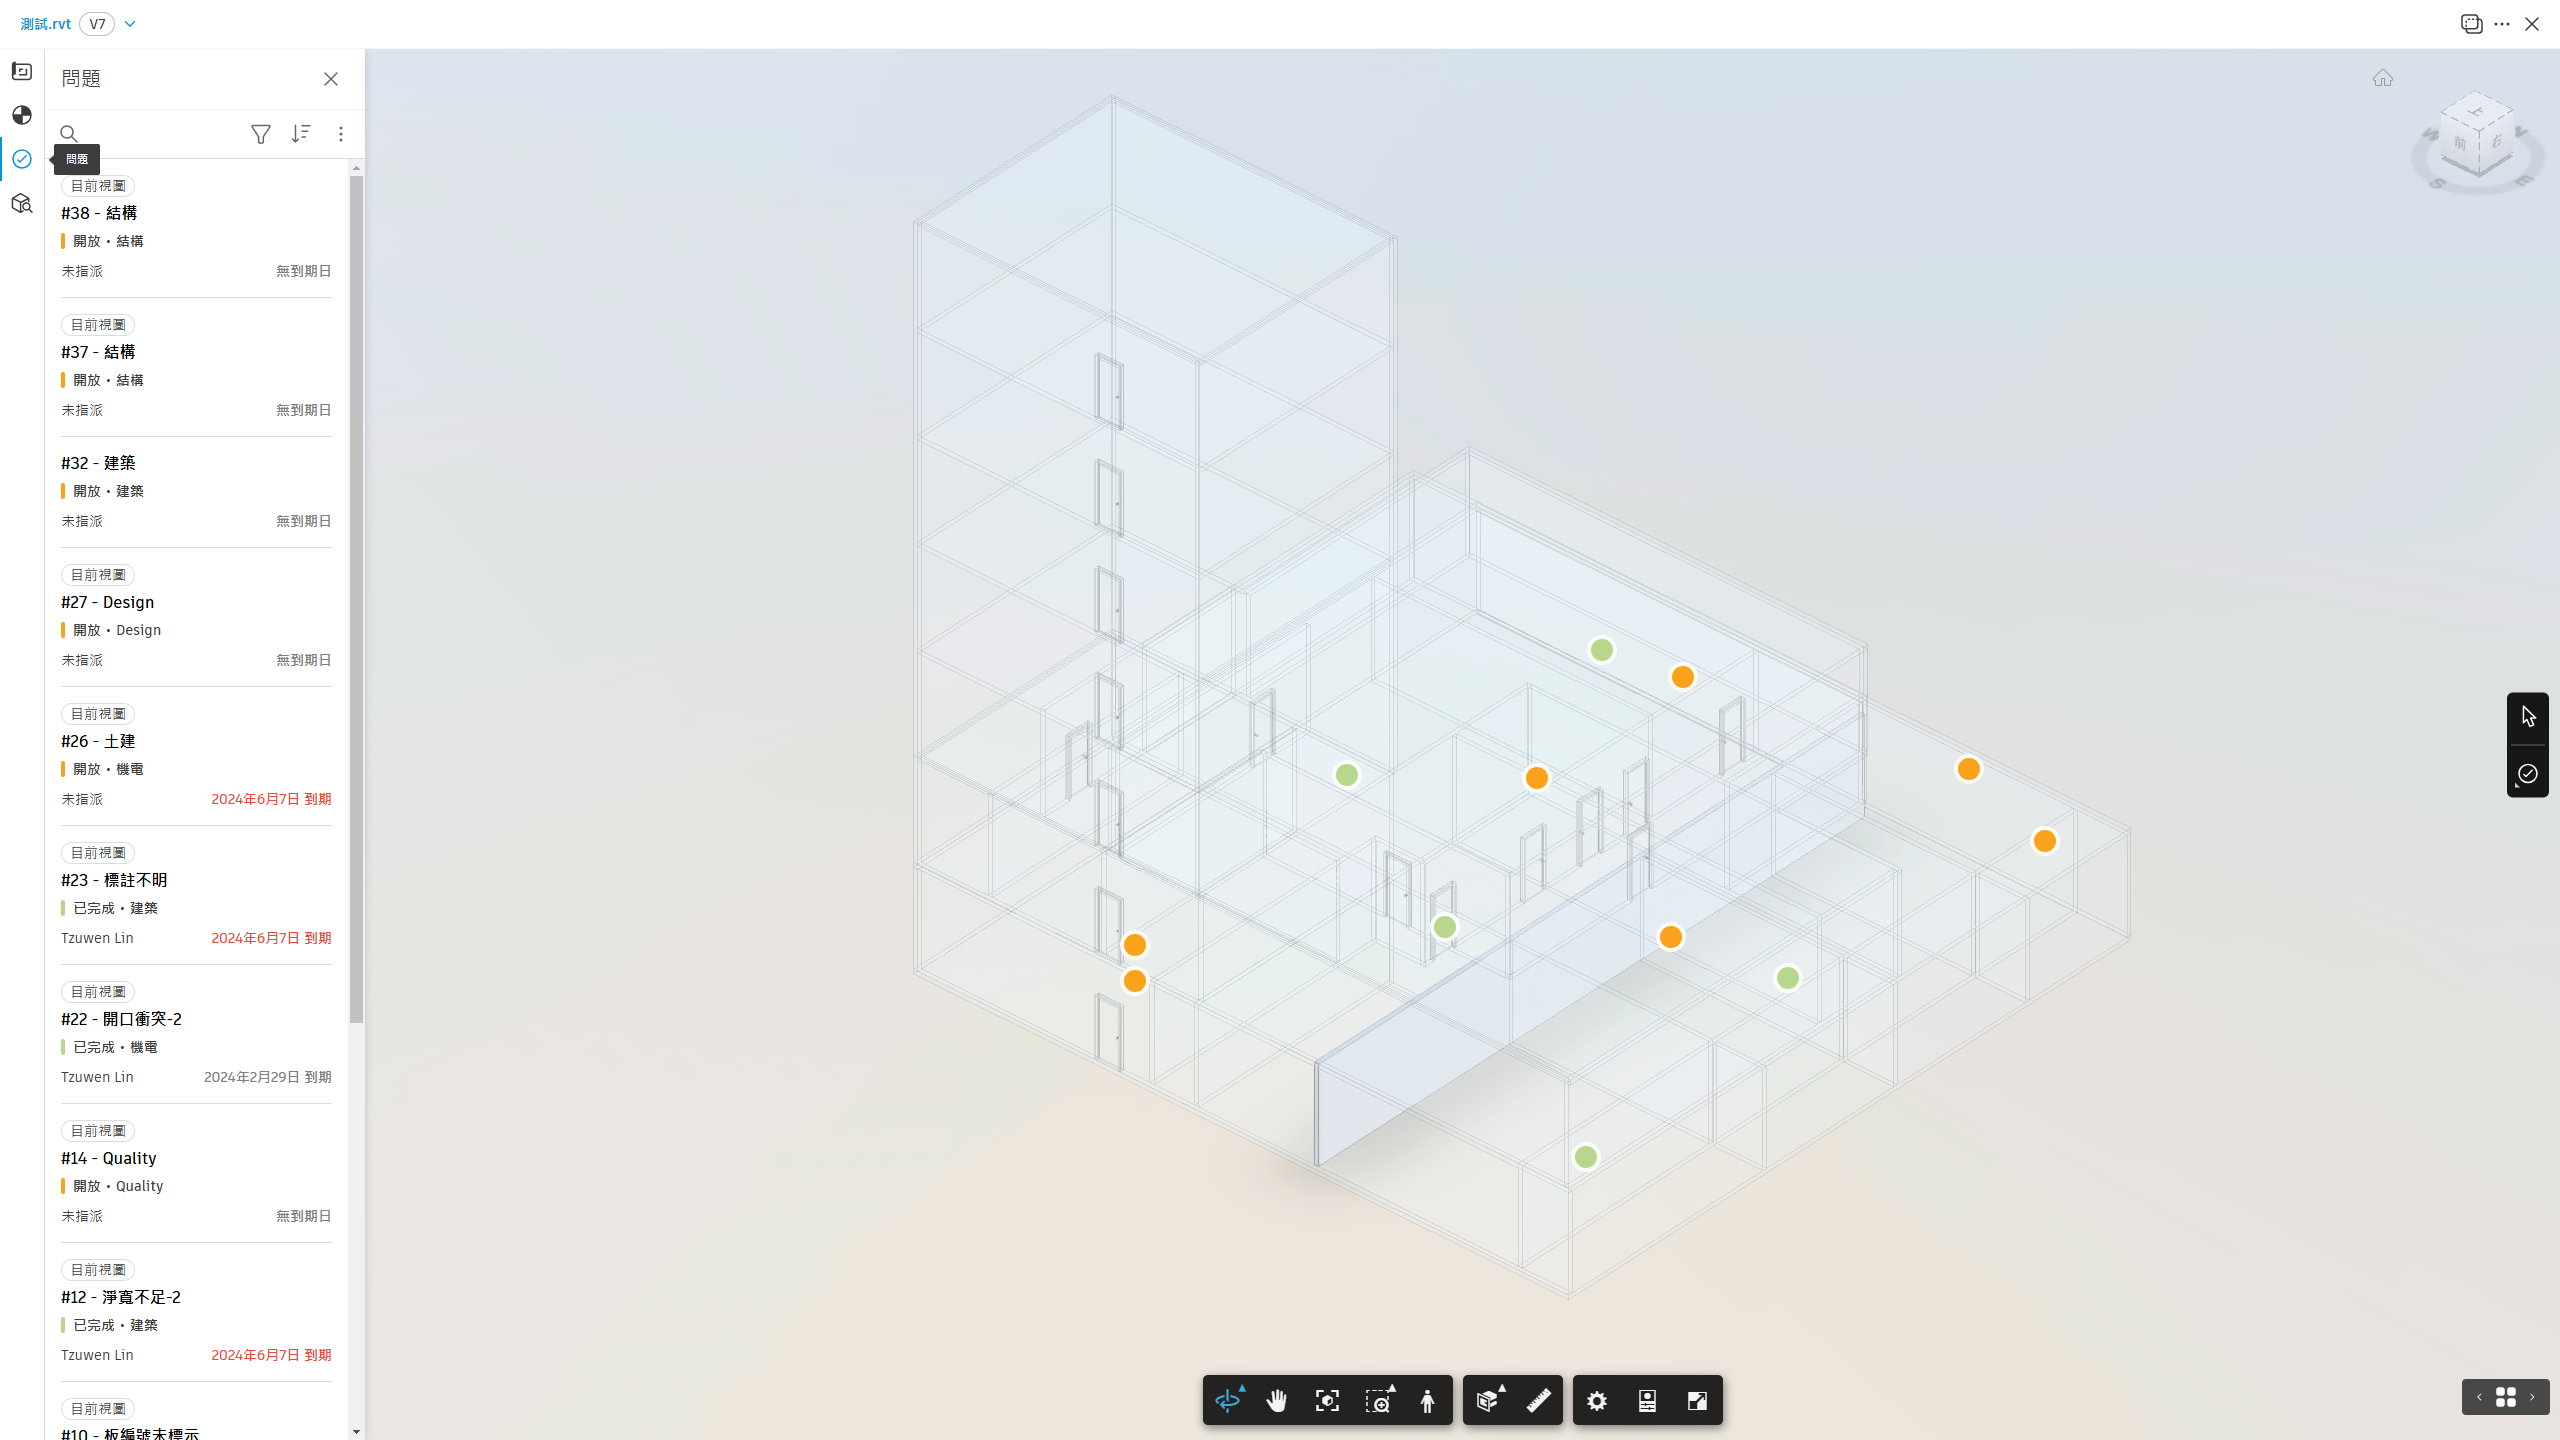 測試.rvt V7
問題
問題
目前視圖
#38 - 結構
開放・結構
未指派 無到期日
目前視圖
#37 - 結構
開放・結構
未指派 無到期日
#32 - 建築
開放・建築
未指派 無到期日
目前視圖
#27 - Design
開放・Design
未指派 無到期日
目前視圖
#26 - 土建
開放・機電
未指派 2024年6月7日 到期
目前視圖
#23 - 標註不明
已完成・建築
Tzuwen Lin 2024年6月7日 到期
目前視圖
#22 - 開口衝突-2
已完成・機電
Tzuwen Lin 2024年2月29日 到期
目前視圖
#14 - Quality
開放・Quality
未指派 無到期日
目前視圖
#12 - 淨寬不足-2
已完成・建築
Tzuwen Lin 2024年6月7日 到期
目前視圖
#10 - 板編號未標示
上
前 右
W N
S E